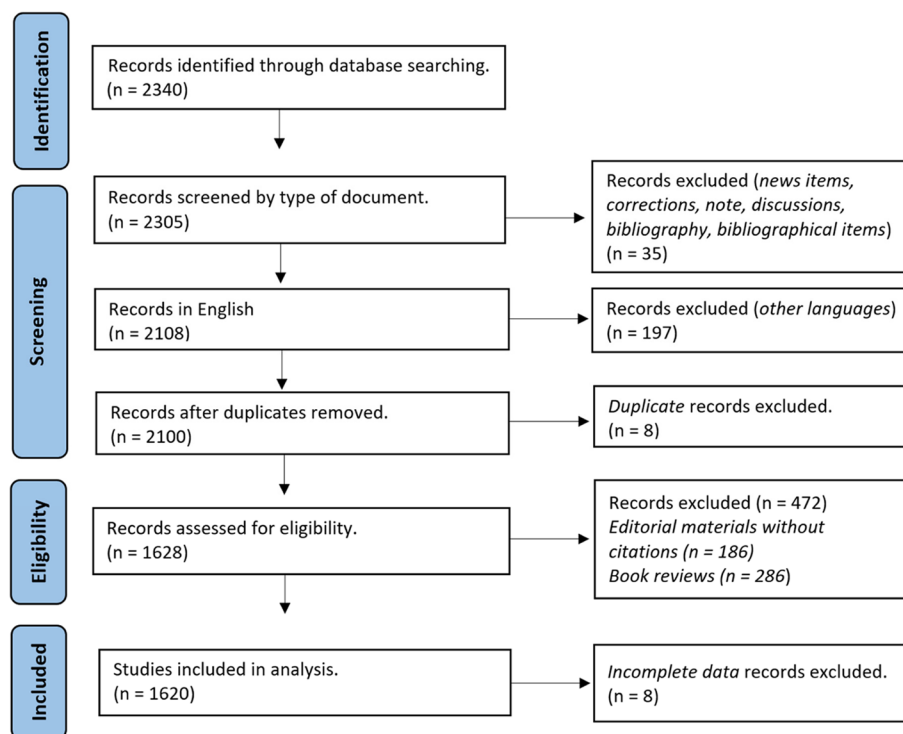 Identification
Records identified through database searching.
(n = 2340)
Screening
Records screened by type of document.
(n = 2305)
Records excluded (news items,
corrections, note, discussions,
bibliography, bibliographical items)
(n = 35)
Records in English
(n = 2108)
Records excluded (other languages)
(n = 197)
Records after duplicates removed.
(n = 2100)
Duplicate records excluded.
(n = 8)
Eligibility
Records assessed for eligibility.
(n = 1628)
Records excluded (n = 472)
Editorial materials without
citations (n = 186)
Book reviews (n = 286)
Included
Studies included in analysis.
(n = 1620)
Incomplete data records excluded.
(n = 8)